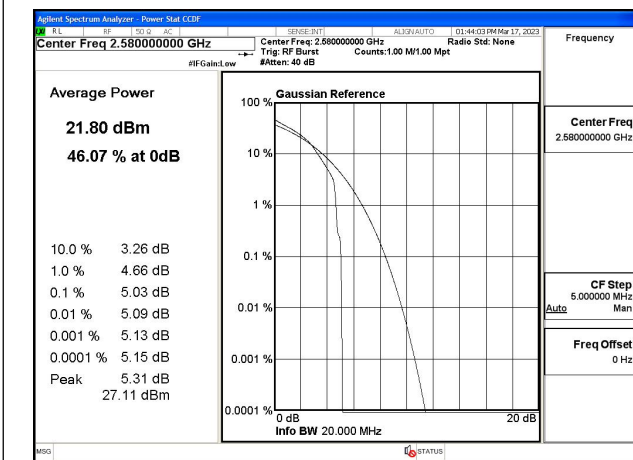 Agilent Spectrum Analyzer - Power Stat CCDF
LXI RL RF 50 Ω AC SENSE:INT ALIGN AUTO 01:44:03 PM Mar 17, 2023
Center Freq 2.580000000 GHz
Center Freq: 2.580000000 GHz Radio Std: None
Trig: RF Burst Counts:1.00 M/1.00 Mpt
#IFGain:Low #Atten: 40 dB
Frequency
Average Power
21.80 dBm
46.07 % at 0dB
10.0 % 3.26 dB
1.0 % 4.66 dB
0.1 % 5.03 dB
0.01 % 5.09 dB
0.001 % 5.13 dB
0.0001 % 5.15 dB
Peak 5.31 dB
27.11 dBm
Gaussian Reference
100 %
10 %
1 %
0.1 %
0.01 %
0.001 %
0.0001 %
0 dB 20 dB
Info BW 20.000 MHz
Center Freq
2.580000000 GHz
CF Step
5.000000 MHz
Auto Man
Freq Offset
0 Hz
MSG STATUS